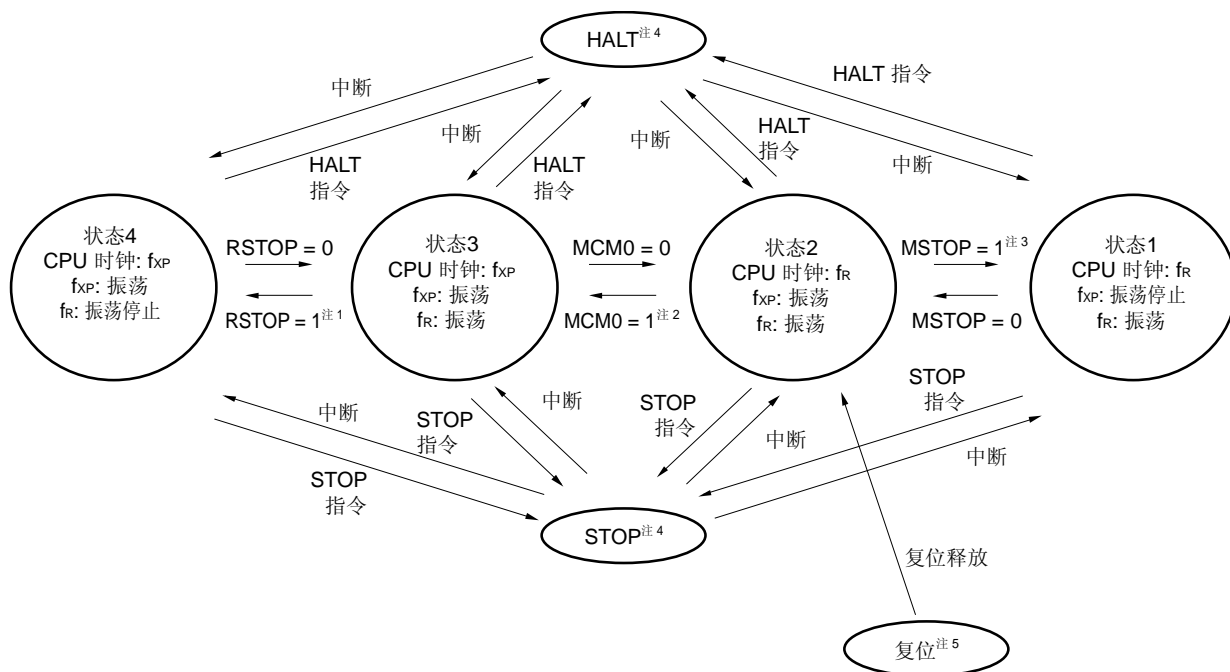 HALT注 4
HALT 指令
中断
中断
中断
HALT
指令
中断
HALT
指令
HALT
指令
中断
状态4
CPU 时钟: fXP
fXP: 振荡
fR: 振荡停止
RSTOP = 0
RSTOP = 1注 1
状态3
CPU 时钟: fXP
fXP: 振荡
fR: 振荡
MCM0 = 0
MCM0 = 1注 2
状态2
CPU 时钟: fR
fXP: 振荡
fR: 振荡
MSTOP = 1注 3
MSTOP = 0
状态1
CPU 时钟: fR
fXP: 振荡停止
fR: 振荡
中断
STOP
指令
STOP
指令
中断
STOP
指令
中断
STOP
指令
中断
STOP注 4
复位释放
复位注 5